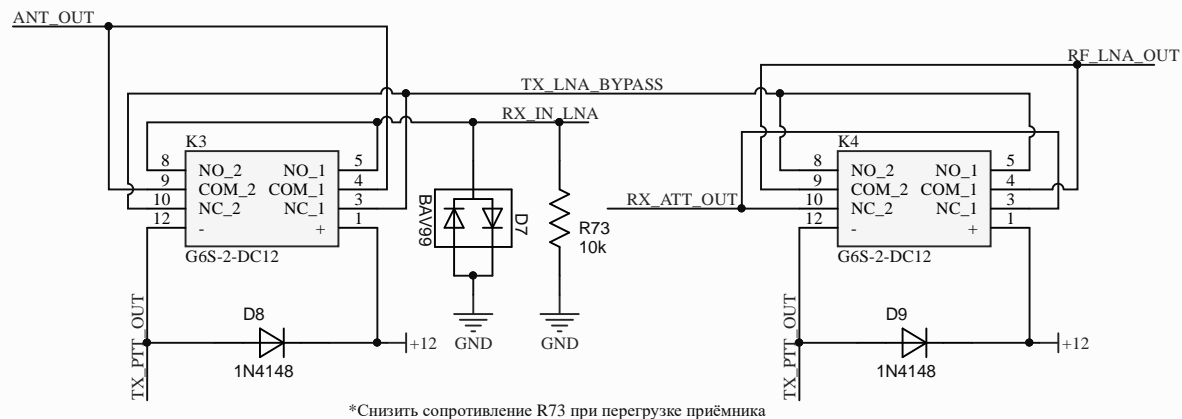 ANT_OUT
RF_LNA_OUT
TX_LNA_BYPASS
RX_IN_LNA
K3
K4
8 NO_2 NO_1 5
9 COM_2 COM_1 4
10 NC_2 NC_1 3
12 - + 1
G6S-2-DC12
BAV99
D7
R73
10k
RX_ATT_OUT
8 NO_2 NO_1 5
9 COM_2 COM_1 4
10 NC_2 NC_1 3
12 - + 1
G6S-2-DC12
TX_PTT_OUT
D8
1N4148
+12
GND
GND
TX_PTT_OUT
D9
1N4148
+12
*Снизить сопротивление R73 при перегрузке приёмника